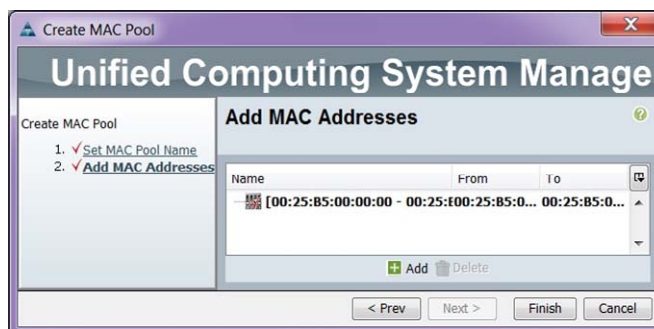 Create MAC Pool
Unified Computing System Manage
Create MAC Pool
1. √Set MAC Pool Name
2. √Add MAC Addresses
Add MAC Addresses
Name From To
[00:25:B5:00:00:00 - 00:25:E00:25:B5:0... 00:25:B5:0...
Add Delete
< Prev Next > Finish Cancel